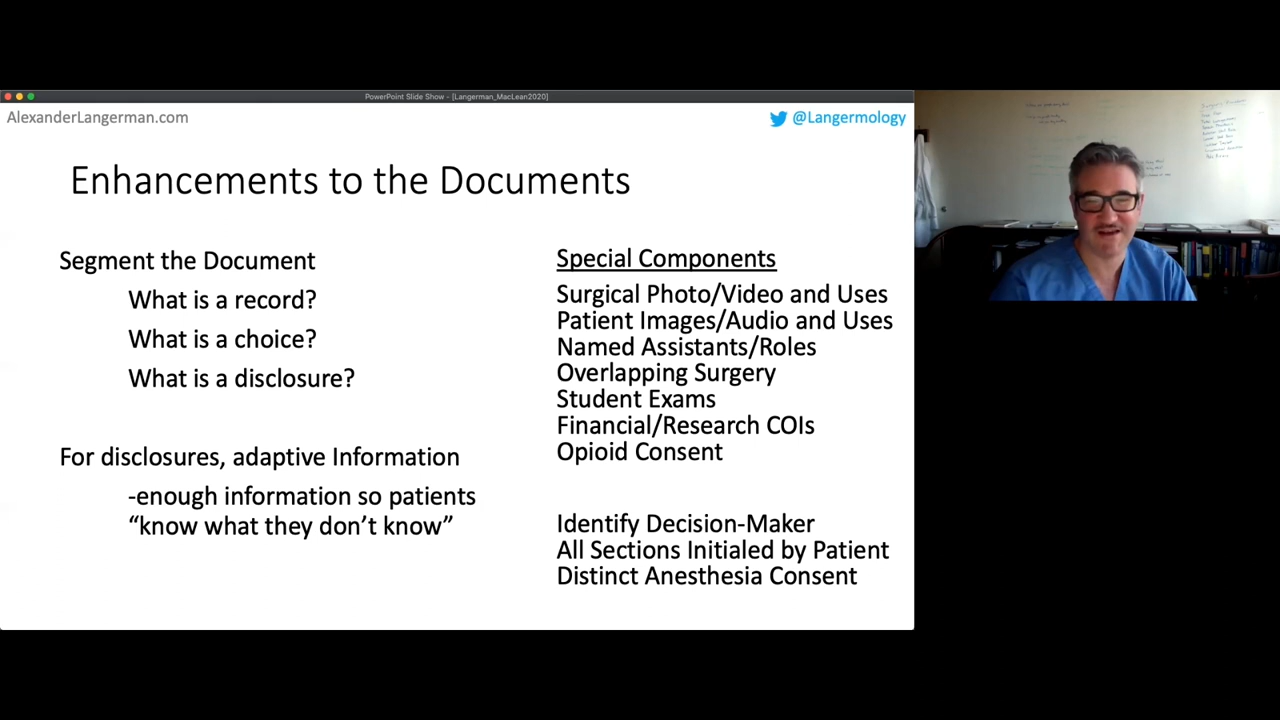 PowerPoint Slide Show - [Langerman_MacLean2020]
AlexanderLangerman.com
@Langermology
Enhancements to the Documents
Segment the Document
What is a record?
What is a choice?
What is a disclosure?
For disclosures, adaptive Information
-enough information so patients
“know what they don’t know”
Special Components
Surgical Photo/Video and Uses
Patient Images/Audio and Uses
Named Assistants/Roles
Overlapping Surgery
Student Exams
Financial/Research COIs
Opioid Consent
Identify Decision-Maker
All Sections Initialed by Patient
Distinct Anesthesia Consent